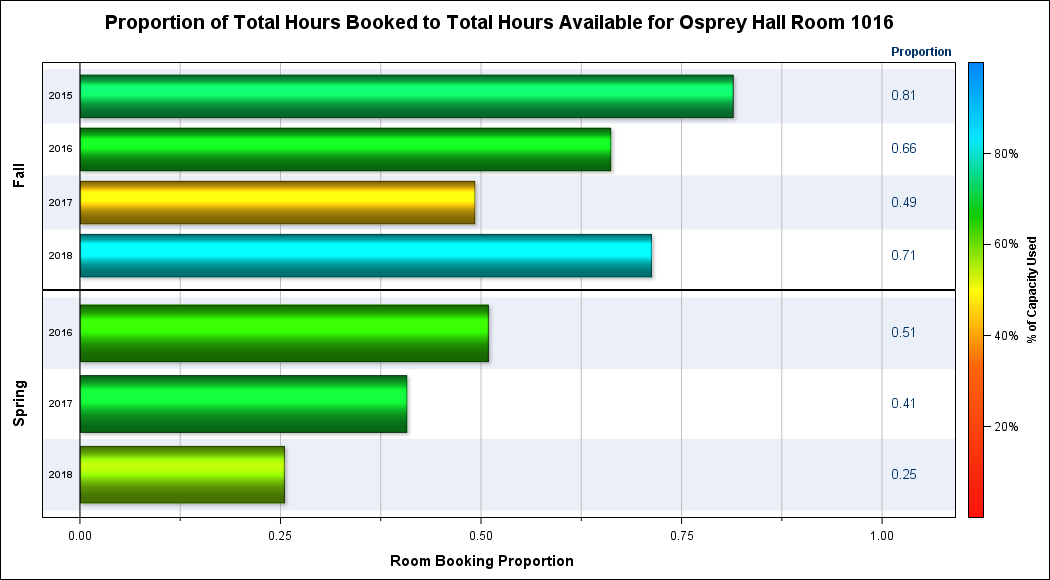 Proportion of Total Hours Booked to Total Hours Available for Osprey Hall Room 1016
Proportion
Fall
2015 0.81
2016 0.66
2017 0.49
2018 0.71
Spring
2016 0.51
2017 0.41
2018 0.25
0.00 0.25 0.50 0.75 1.00
Room Booking Proportion
80%
60%
40%
20%
% of Capacity Used